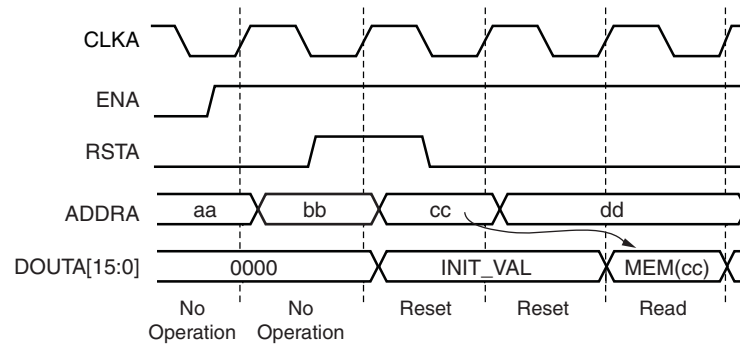 CLKA
ENA
RSTA
ADDRA aa bb cc dd
DOUTA[15:0] 0000 INIT_VAL MEM(cc)
No Operation No Operation Reset Reset Read